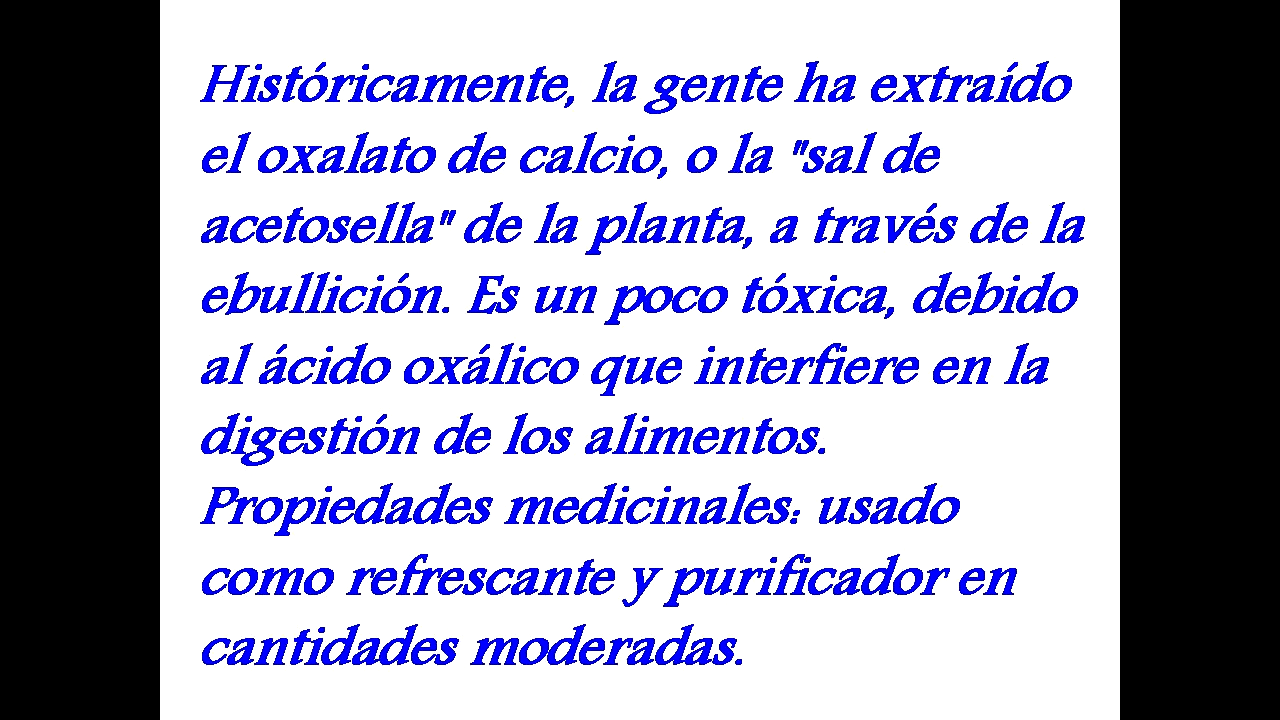 Históricamente, la gente ha extraído
el oxalato de calcio, o la "sal de
acetosella" de la planta, a través de la
ebullición. Es un poco tóxica, debido
al ácido oxálico que interfiere en la
digestión de los alimentos.
Propiedades medicinales: usado
como refrescante y purificador en
cantidades moderadas.